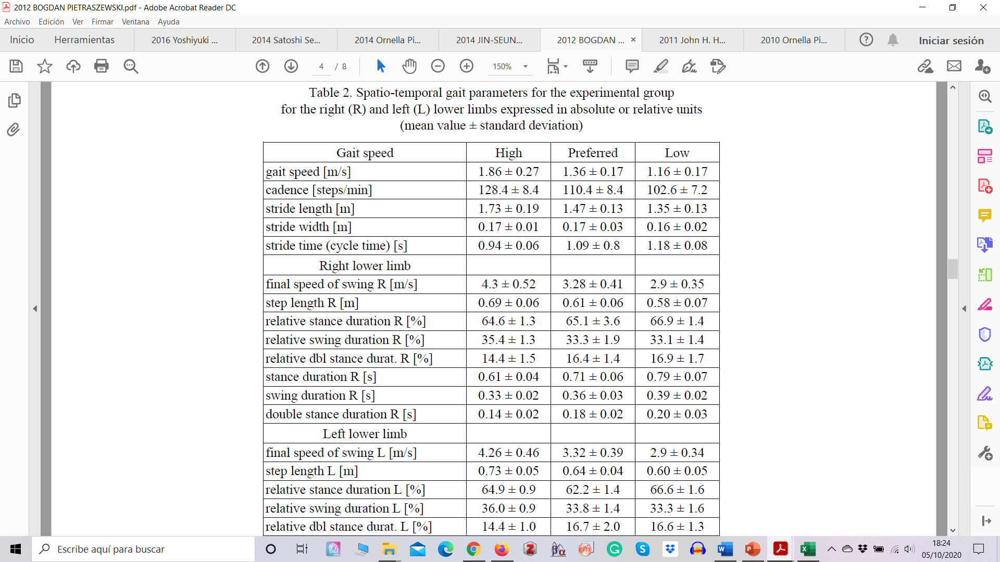 2012 BOGDAN PIETRASZEWSKI.pdf - Adobe Acrobat Reader DC
Archivo Edición Ver Firmar Ventana Ayuda
Inicio Herramientas 2016 Yoshiyuki ... 2014 Satoshi Se... 2014 Ornella Pi... 2014 JIN-SEUN... 2012 BOGDAN ... × 2011 John H. H... 2010 Ornella Pi... Iniciar sesión
4 / 8 150%
Table 2. Spatio-temporal gait parameters for the experimental group
for the right (R) and left (L) lower limbs expressed in absolute or relative units
(mean value ± standard deviation)
Gait speed High Preferred Low
gait speed [m/s] 1.86 ± 0.27 1.36 ± 0.17 1.16 ± 0.17
cadence [steps/min] 128.4 ± 8.4 110.4 ± 8.4 102.6 ± 7.2
stride length [m] 1.73 ± 0.19 1.47 ± 0.13 1.35 ± 0.13
stride width [m] 0.17 ± 0.01 0.17 ± 0.03 0.16 ± 0.02
stride time (cycle time) [s] 0.94 ± 0.06 1.09 ± 0.8 1.18 ± 0.08
Right lower limb
final speed of swing R [m/s] 4.3 ± 0.52 3.28 ± 0.41 2.9 ± 0.35
step length R [m] 0.69 ± 0.06 0.61 ± 0.06 0.58 ± 0.07
relative stance duration R [%] 64.6 ± 1.3 65.1 ± 3.6 66.9 ± 1.4
relative swing duration R [%] 35.4 ± 1.3 33.3 ± 1.9 33.1 ± 1.4
relative dbl stance durat. R [%] 14.4 ± 1.5 16.4 ± 1.4 16.9 ± 1.7
stance duration R [s] 0.61 ± 0.04 0.71 ± 0.06 0.79 ± 0.07
swing duration R [s] 0.33 ± 0.02 0.36 ± 0.03 0.39 ± 0.02
double stance duration R [s] 0.14 ± 0.02 0.18 ± 0.02 0.20 ± 0.03
Left lower limb
final speed of swing L [m/s] 4.26 ± 0.46 3.32 ± 0.39 2.9 ± 0.34
step length L [m] 0.73 ± 0.05 0.64 ± 0.04 0.60 ± 0.05
relative stance duration L [%] 64.9 ± 0.9 62.2 ± 1.4 66.6 ± 1.6
relative swing duration L [%] 36.0 ± 0.9 33.8 ± 1.4 33.3 ± 1.6
relative dbl stance durat. L [%] 14.4 ± 1.0 16.7 ± 2.0 16.6 ± 1.3
Escribe aquí para buscar
18:24
05/10/2020